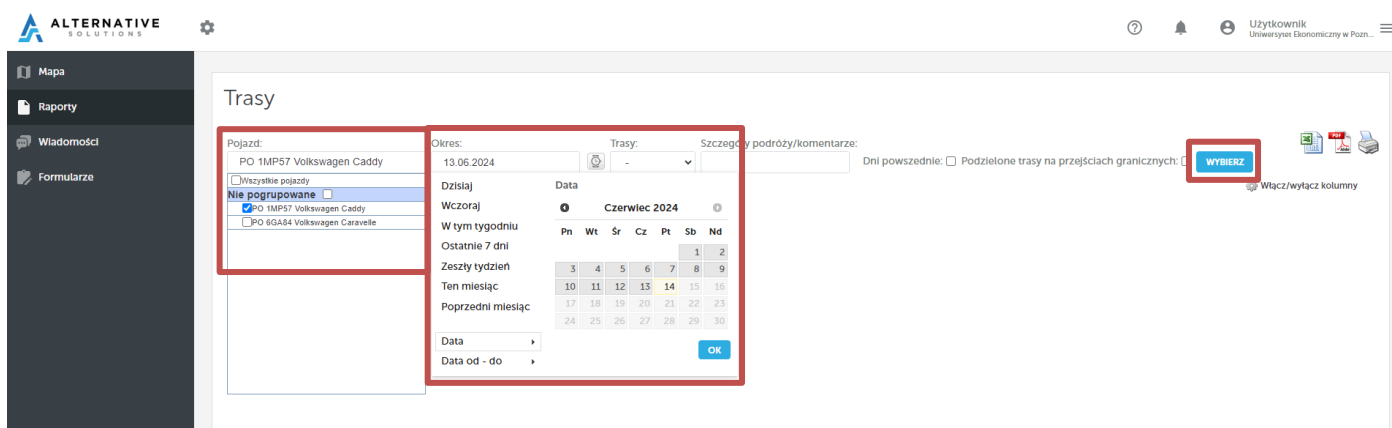 ALTERNATIVE
SOLUTIONS
Użytkownik
Uniwersytet Ekonomiczny w Pozn...
Mapa
Raporty
Wiadomości
Formularze
Trasy
Pojazd:
PO 1MP57 Volkswagen Caddy
Wszystkie pojazdy
Nie pogrupowane
PO 1MP57 Volkswagen Caddy
PO 6GA84 Volkswagen Caravelle
Okres:
13.06.2024
Trasy:
-
Szczegóły podróży/komentarze:
Dni powszednie:
Podzielone trasy na przejściach granicznych:
WYBIERZ
PDF
Włącz/wyłącz kolumny
Dzisiaj
Wczoraj
W tym tygodniu
Ostatnie 7 dni
Zeszły tydzień
Ten miesiąc
Poprzedni miesiąc
Data
Data od - do
Data
Czerwiec 2024
Pn Wt Śr Cz Pt Sb Nd
1 2
3 4 5 6 7 8 9
10 11 12 13 14 15 16
17 18 19 20 21 22 23
24 25 26 27 28 29 30
OK